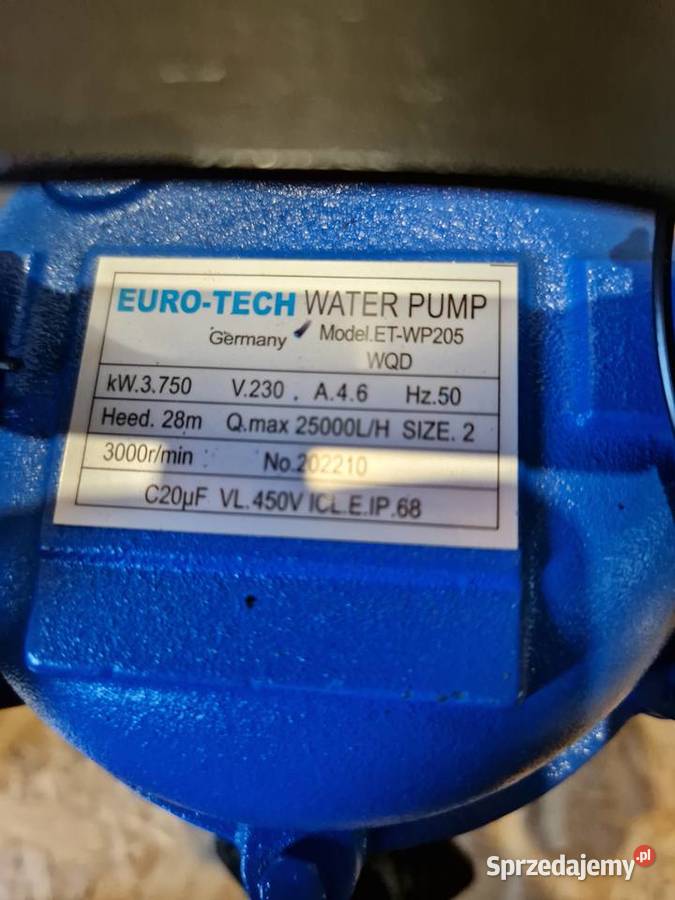 EURO-TECH WATER PUMP
Germany Model.ET-WP205
WQD
kW.3.750 V.230 . A.4.6 Hz.50
Heed. 28m Q.max 25000L/H SIZE. 2
3000r/min No.202210
C20µF VL.450V ICL.E.IP.68
Sprzedajemy.pl